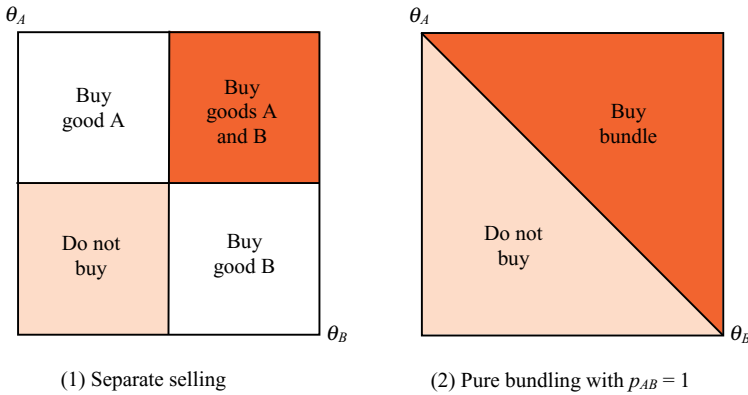 θA
Buy
good A
Buy
goods A
and B
Do not
buy
Buy
good B
θB
(1) Separate selling
θA
Buy
bundle
Do not
buy
θB
(2) Pure bundling with pAB = 1